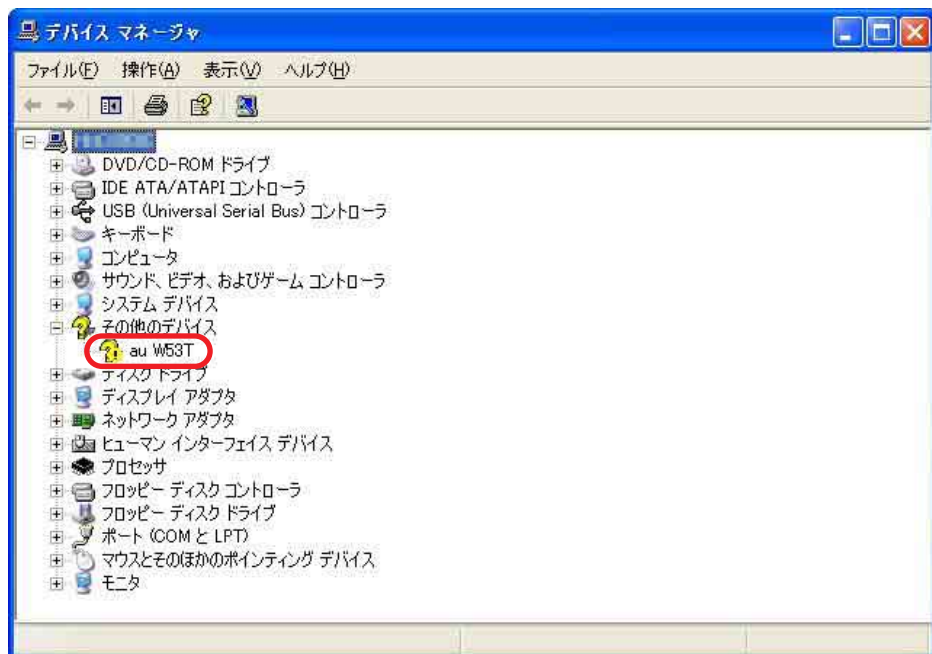 デバイス マネージャ
ファイル(F) 操作(A) 表示(V) ヘルプ(H)
DVD/CD-ROM ドライブ
IDE ATA/ATAPI コントローラ
USB (Universal Serial Bus) コントローラ
キーボード
コンピュータ
サウンド、ビデオ、およびゲーム コントローラ
システム デバイス
その他のデバイス
au W53T
ディスク ドライブ
ディスプレイ アダプタ
ネットワーク アダプタ
ヒューマン インターフェイス デバイス
プロセッサ
フロッピー ディスク コントローラ
フロッピー ディスク ドライブ
ポート (COM と LPT)
マウスとそのほかのポインティング デバイス
モニタ